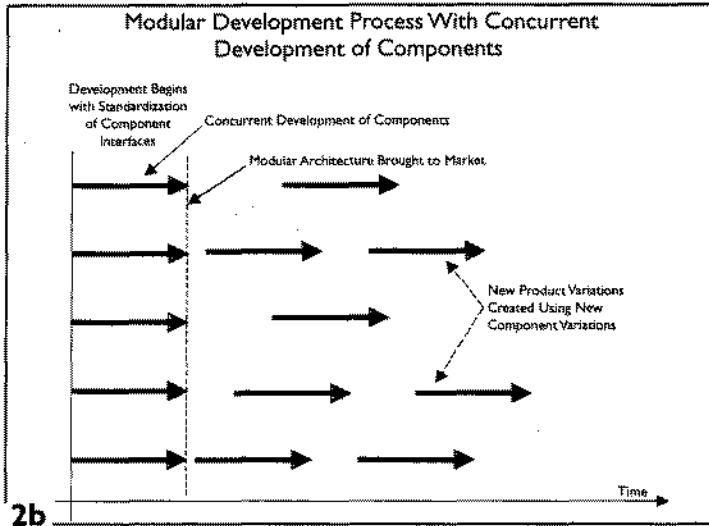 Modular Development Process With Concurrent
Development of Components
Development Begins
with Standardization
of Component
Interfaces
Concurrent Development of Components
Modular Architecture Brought to Market
New Product Variations
Created Using New
Component Variations
Time
2b